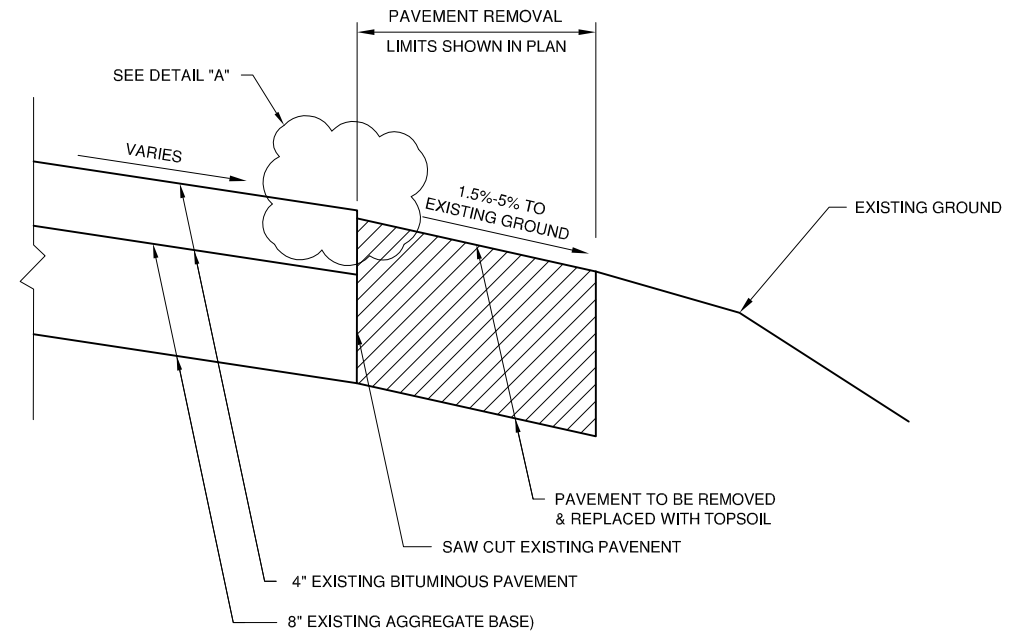 PAVEMENT REMOVAL
LIMITS SHOWN IN PLAN
SEE DETAIL "A"
VARIES
1.5%-5% TO
EXISTING GROUND
EXISTING GROUND
PAVEMENT TO BE REMOVED
& REPLACED WITH TOPSOIL
SAW CUT EXISTING PAVENENT
4" EXISTING BITUMINOUS PAVEMENT
8" EXISTING AGGREGATE BASE)